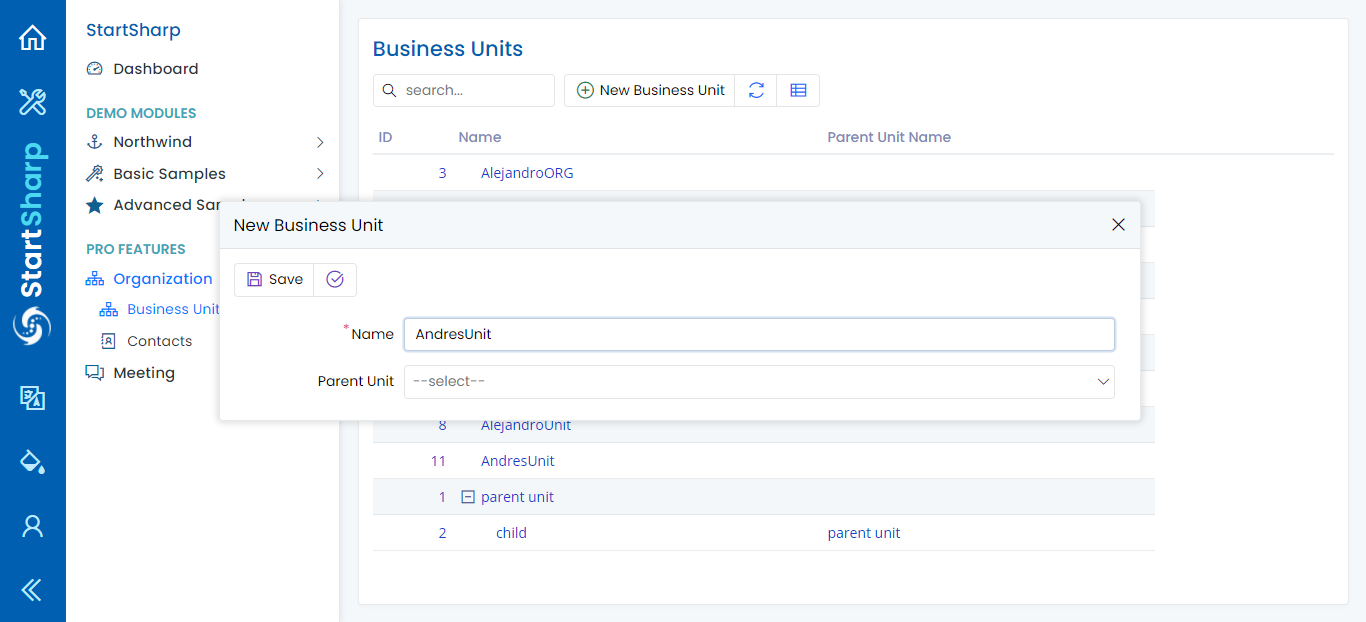 StartSharp
StartSharp
Dashboard
DEMO MODULES
Northwind
Basic Samples
Advanced
PRO FEATURES
Organization
Business Unit
Contacts
Meeting
Business Units
search...
New Business Unit
ID Name Parent Unit Name
3 AlejandroORG
New Business Unit
Save
*Name AndresUnit
Parent Unit --select--
8 AlejandroUnit
11 AndresUnit
1 parent unit
2 child parent unit